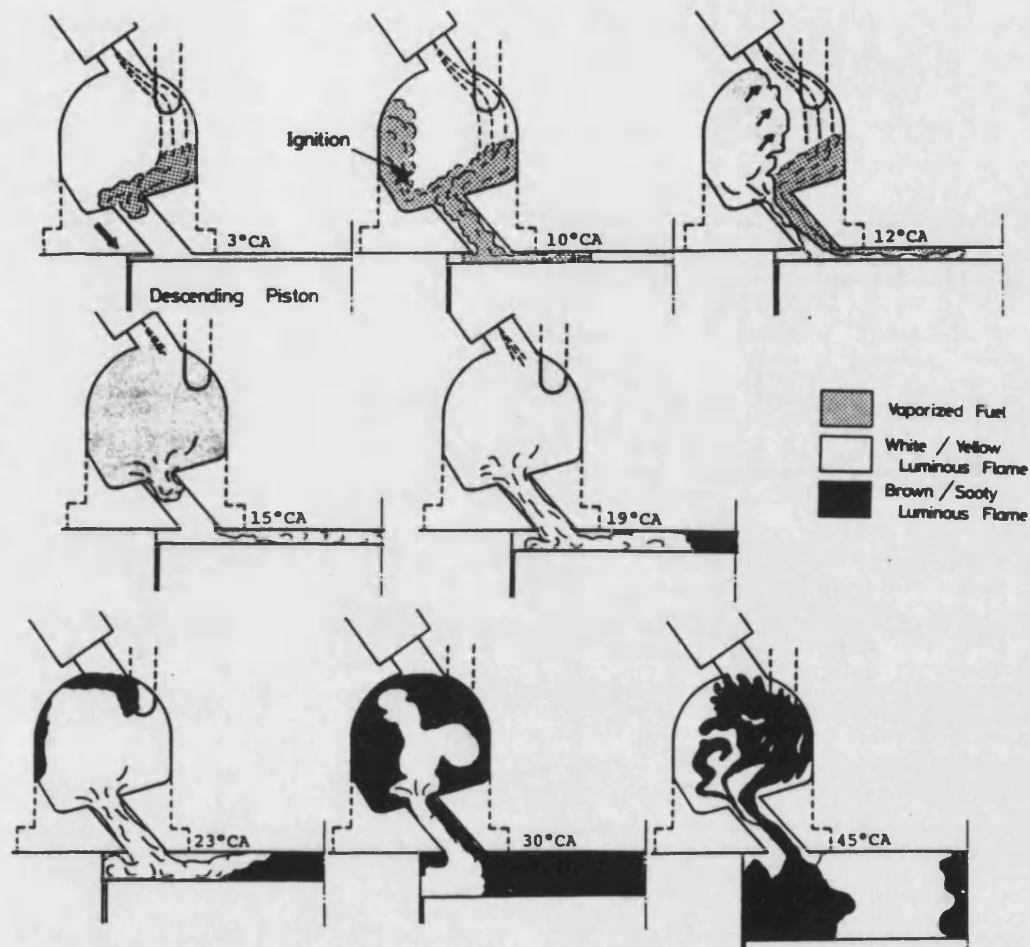 Ignition
3°CA
10°CA
12°CA
Descending Piston
15°CA
19°CA
Vaporized Fuel
White / Yellow
Luminous Flame
Brown / Sooty
Luminous Flame
23°CA
30°CA
45°CA